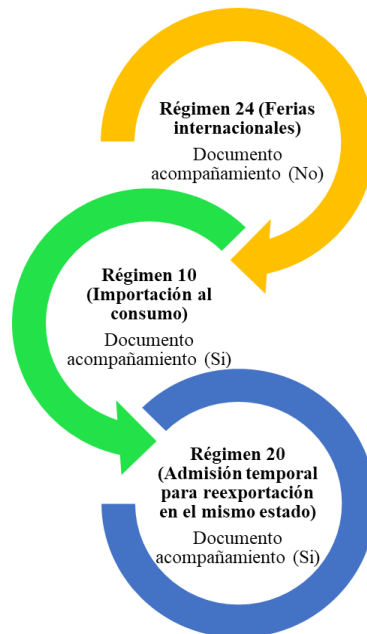 Régimen 24 (Ferias
internacionales)
Documento
acompañamiento (No)
Régimen 10
(Importación al
consumo)
Documento
acompañamiento (Si)
Régimen 20
(Admisión temporal
para reexportación
en el mismo estado)
Documento
acompañamiento (Si)